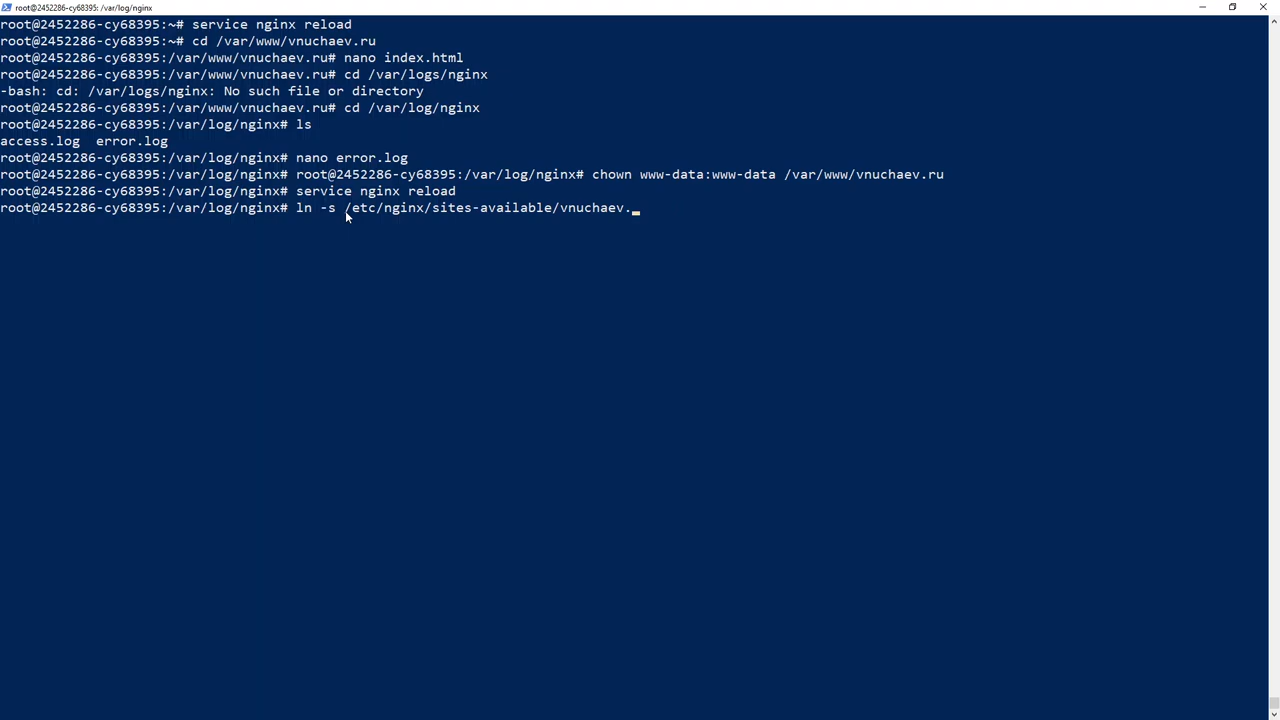 root@2452286-cy68395: /var/log/nginx
root@2452286-cy68395:~# service nginx reload
root@2452286-cy68395:~# cd /var/www/vnuchaev.ru
root@2452286-cy68395:/var/www/vnuchaev.ru# nano index.html
root@2452286-cy68395:/var/www/vnuchaev.ru# cd /var/logs/nginx
-bash: cd: /var/logs/nginx: No such file or directory
root@2452286-cy68395:/var/www/vnuchaev.ru# cd /var/log/nginx
root@2452286-cy68395:/var/log/nginx# ls
access.log  error.log
root@2452286-cy68395:/var/log/nginx# nano error.log
root@2452286-cy68395:/var/log/nginx# root@2452286-cy68395:/var/log/nginx# chown www-data:www-data /var/www/vnuchaev.ru
root@2452286-cy68395:/var/log/nginx# service nginx reload
root@2452286-cy68395:/var/log/nginx# ln -s /etc/nginx/sites-available/vnuchaev.